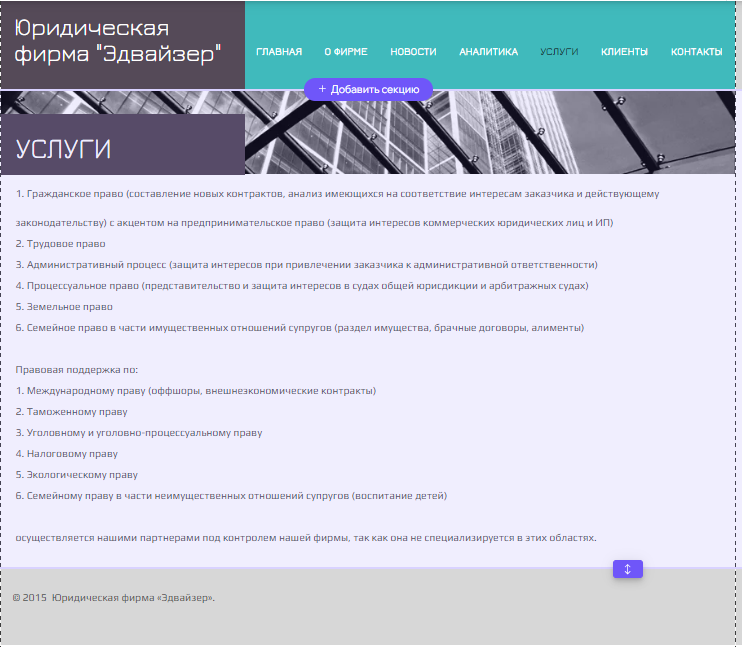 Юридическая
фирма "Эдвайзер"
ГЛАВНАЯ О ФИРМЕ НОВОСТИ АНАЛИТИКА УСЛУГИ КЛИЕНТЫ КОНТАКТЫ
+ Добавить секцию
УСЛУГИ
1. Гражданское право (составление новых контрактов, анализ имеющихся на соответствие интересам заказчика и действующему
законодательству) с акцентом на предпринимательское право (защита интересов коммерческих юридических лиц и ИП)
2. Трудовое право
3. Административный процесс (защита интересов при привлечении заказчика к административной ответственности)
4. Процессуальное право (представительство и защита интересов в судах общей юрисдикции и арбитражных судах)
5. Земельное право
6. Семейное право в части имущественных отношений супругов (раздел имущества, брачные договоры, алименты)
Правовая поддержка по:
1. Международному праву (оффшоры, внешнеэкономические контракты)
2. Таможенному праву
3. Уголовному и уголовно-процессуальному праву
4. Налоговому праву
5. Экологическому праву
6. Семейному праву в части неимущественных отношений супругов (воспитание детей)
осуществляется нашими партнерами под контролем нашей фирмы, так как она не специализируется в этих областях.
© 2015 Юридическая фирма «Эдвайзер».